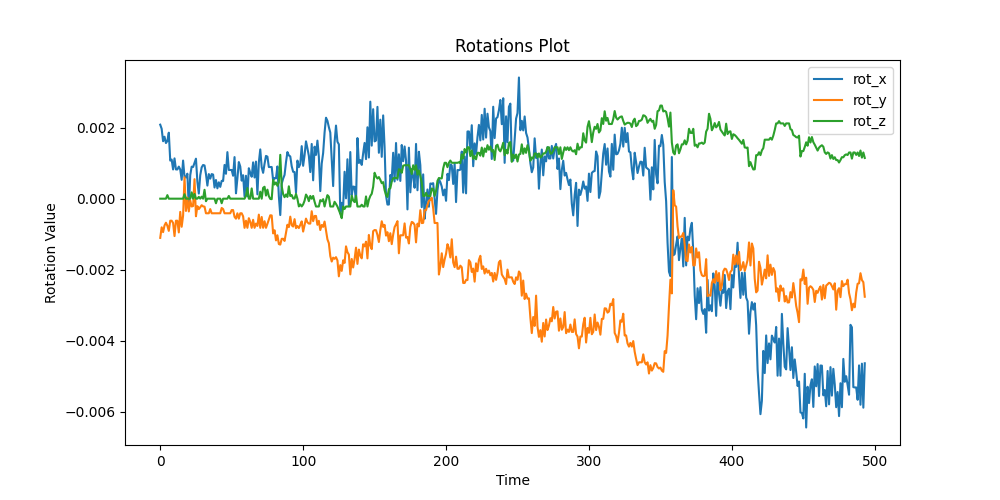 Rotations Plot
rot_x
rot_y
rot_z
0.002
0.000
−0.002
−0.004
−0.006
Rotation Value
0
100
200
300
400
500
Time